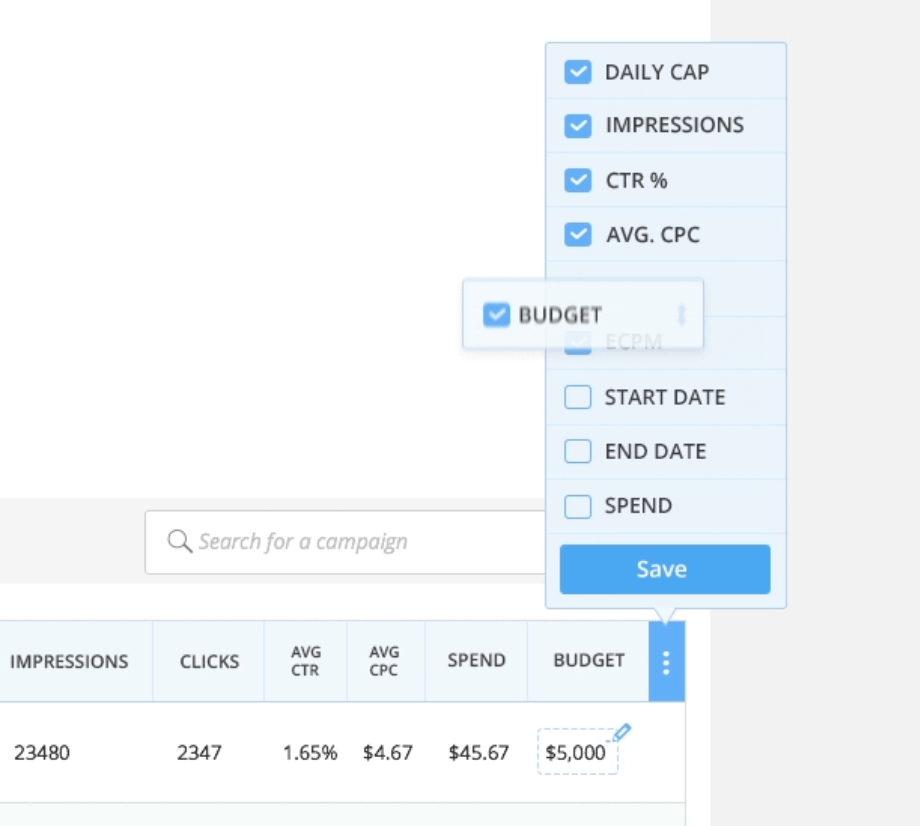 DAILY CAP
IMPRESSIONS
CTR %
AVG. CPC
BUDGET
ECPM
START DATE
END DATE
SPEND
Search for a campaign
Save
IMPRESSIONS CLICKS AVG CTR AVG CPC SPEND BUDGET
23480 2347 1.65% $4.67 $45.67 $5,000